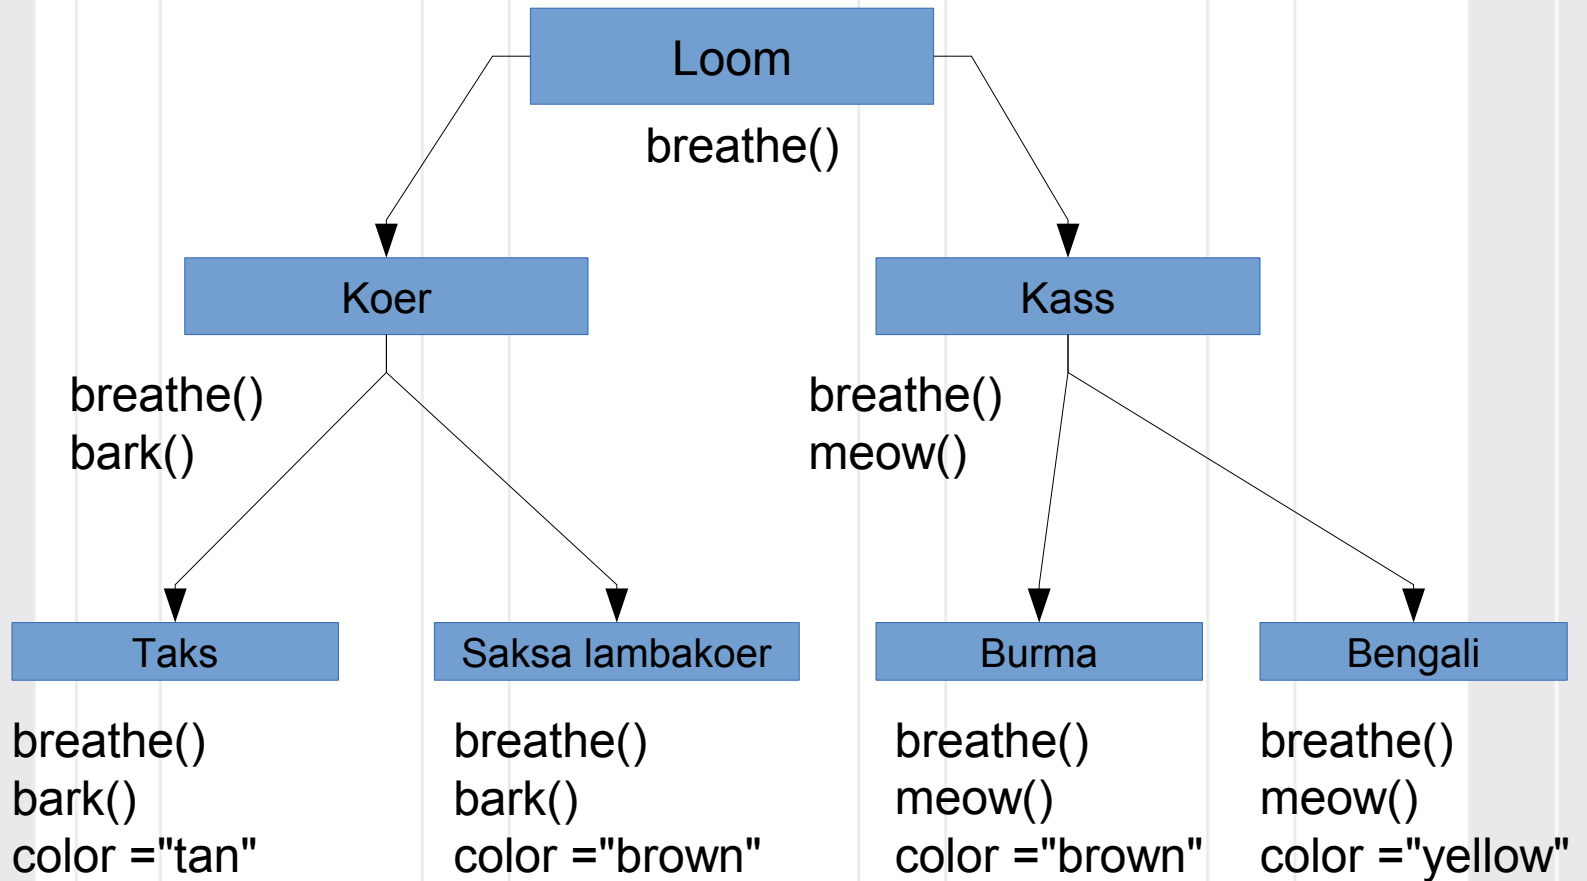 Loom
breathe()
Koer
Kass
breathe()
bark()
breathe()
meow()
Taks
Saksa lambakoer
Burma
Bengali
breathe()
bark()
color ="tan"
breathe()
bark()
color ="brown"
breathe()
meow()
color ="brown"
breathe()
meow()
color ="yellow"